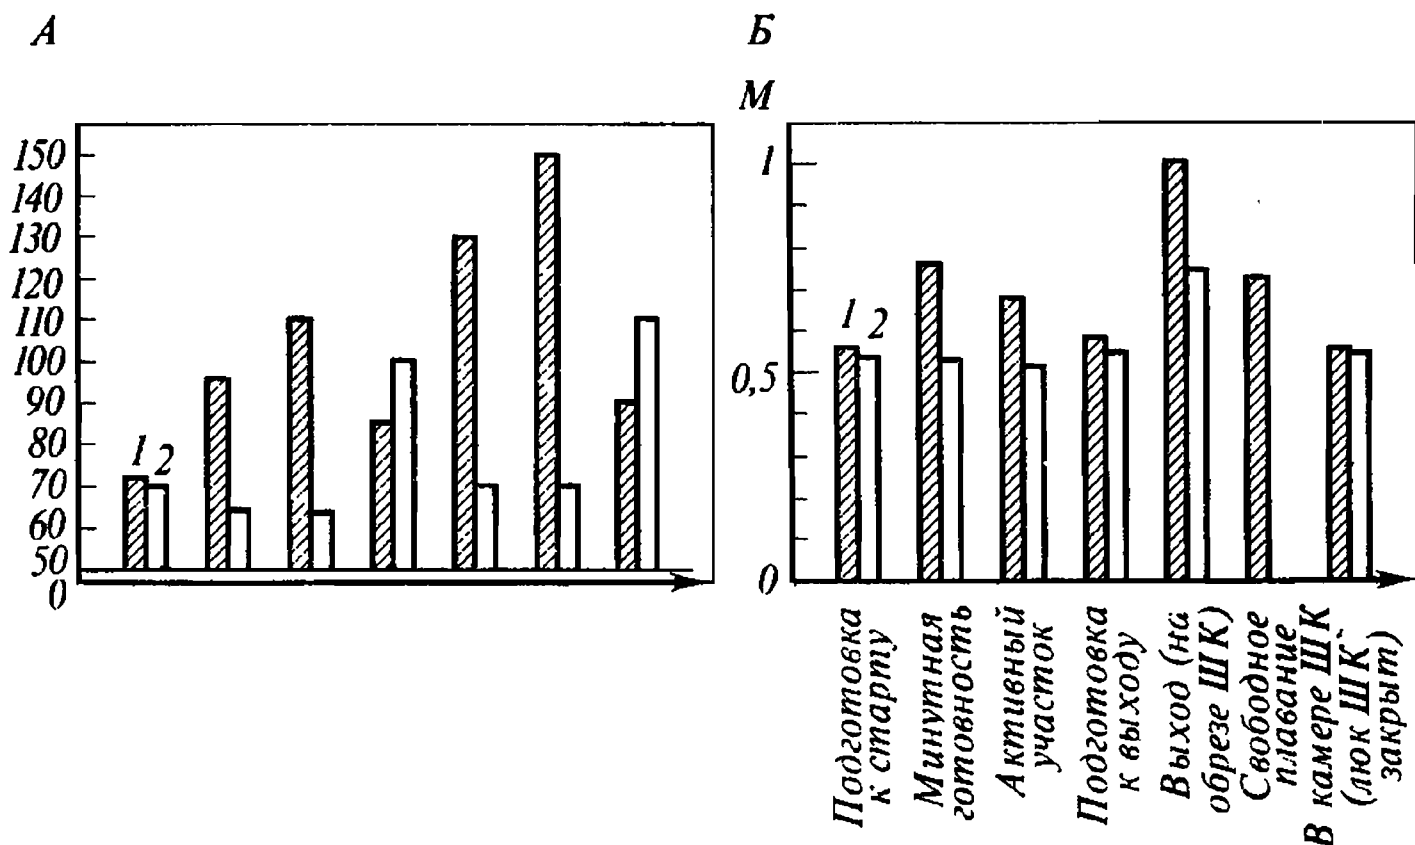 А
Б
М
150
140
130
120
110
100
90
80
70
60
50
0
1 2
1
0,5
0
1 2
Подготовка
к старту
Минутная
готовность
Активный
участок
Подготовка
к выходу
Выход (на
обрезе ШК)
Свободное
плавание
В камере ШК
(люк ШК
закрыт)